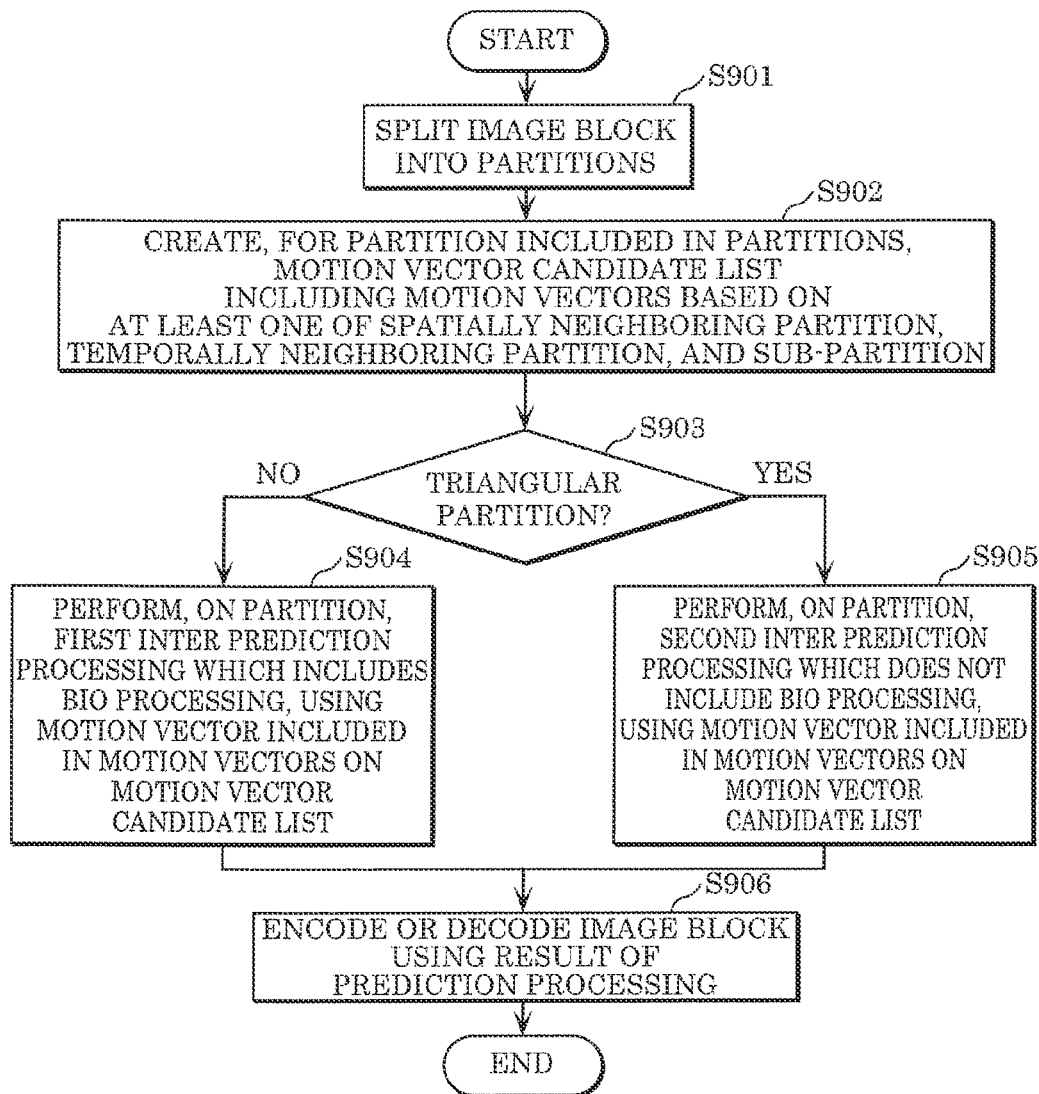 START
S901
SPLIT IMAGE BLOCK
INTO PARTITIONS
S902
CREATE, FOR PARTITION INCLUDED IN PARTITIONS,
MOTION VECTOR CANDIDATE LIST
INCLUDING MOTION VECTORS BASED ON
AT LEAST ONE OF SPATIALLY NEIGHBORING PARTITION,
TEMPORALLY NEIGHBORING PARTITION, AND SUB-PARTITION
S903
NO
TRIANGULAR
PARTITION?
YES
S904
PERFORM, ON PARTITION,
FIRST INTER PREDICTION
PROCESSING WHICH INCLUDES
BIO PROCESSING, USING
MOTION VECTOR INCLUDED
IN MOTION VECTORS ON
MOTION VECTOR
CANDIDATE LIST
S905
PERFORM, ON PARTITION,
SECOND INTER PREDICTION
PROCESSING WHICH DOES NOT
INCLUDE BIO PROCESSING,
USING MOTION VECTOR INCLUDED
IN MOTION VECTORS ON
MOTION VECTOR
CANDIDATE LIST
S906
ENCODE OR DECODE IMAGE BLOCK
USING RESULT OF
PREDICTION PROCESSING
END